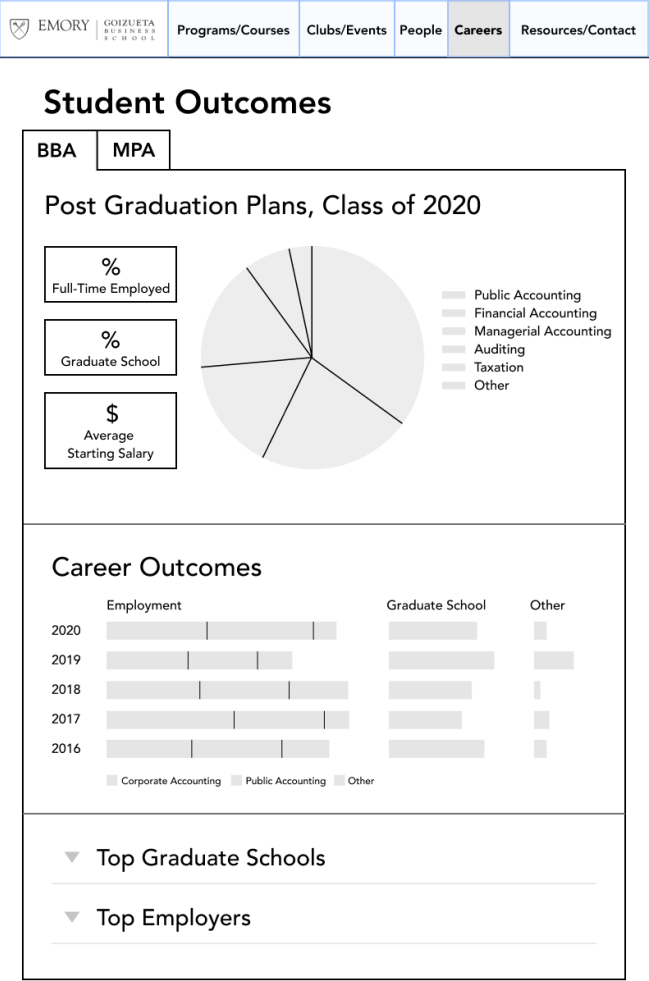 EMORY
GOIZUETA
BUSINESS
SCHOOL
Programs/Courses
Clubs/Events
People
Careers
Resources/Contact
Student Outcomes
BBA
MPA
Post Graduation Plans, Class of 2020
%
Full-Time Employed
%
Graduate School
$
Average
Starting Salary
Public Accounting
Financial Accounting
Managerial Accounting
Auditing
Taxation
Other
Career Outcomes
Employment
Graduate School
Other
2020
2019
2018
2017
2016
Corporate Accounting
Public Accounting
Other
Top Graduate Schools
Top Employers